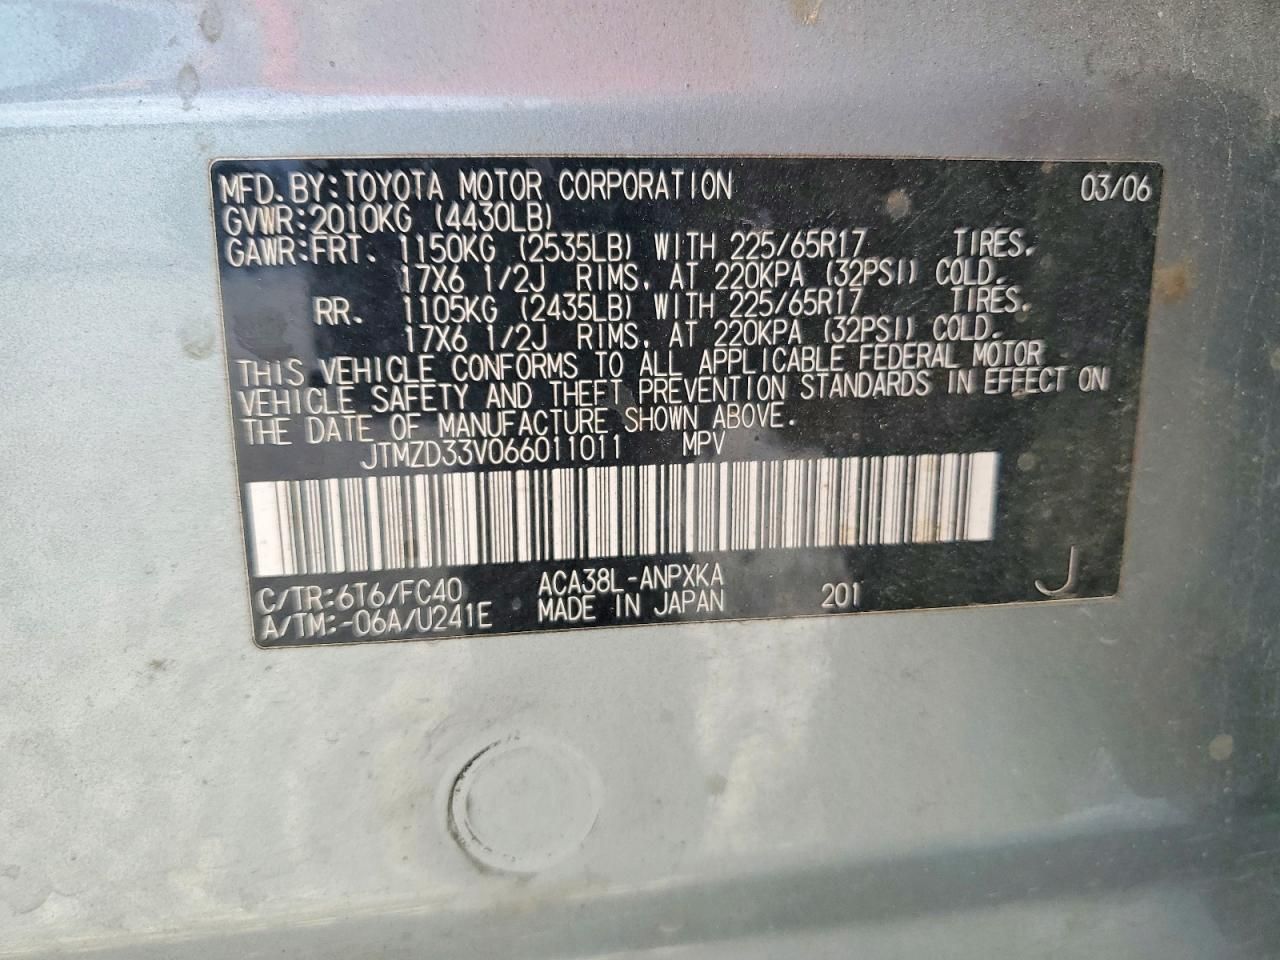 MFD. BY: TOYOTA MOTOR CORPORATION 03/06
GVWR: 2010KG (4430LB)
GAWR: FRT. 1150KG (2535LB) WITH 225/65R17 TIRES.
17X6 1/2J RIMS. AT 220KPA (32PSI) COLD.
RR. 1105KG (2435LB) WITH 225/65R17 TIRES.
17X6 1/2J RIMS. AT 220KPA (32PSI) COLD.
THIS VEHICLE CONFORMS TO ALL APPLICABLE FEDERAL MOTOR
VEHICLE SAFETY AND THEFT PREVENTION STANDARDS IN EFFECT ON
THE DATE OF MANUFACTURE SHOWN ABOVE.
JTMZD33V066011011 MPV
C/TR: 6T6/FC40 ACA38L-ANPXKA
A/TM: -06A/U241E MADE IN JAPAN 201 J